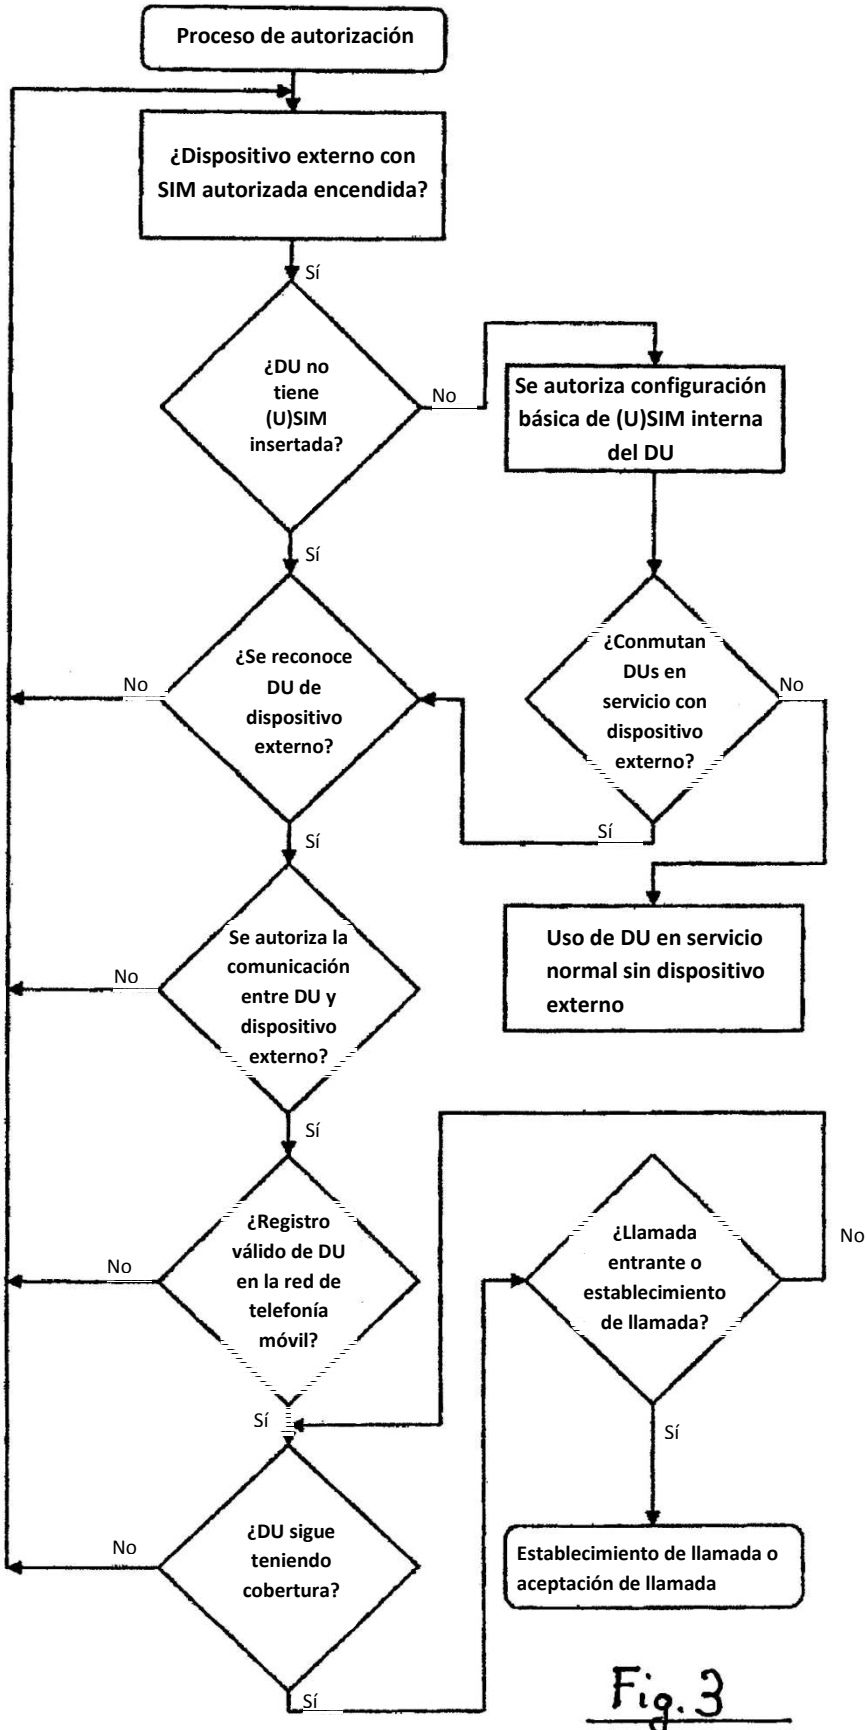 Proceso de autorización
¿Dispositivo externo con
SIM autorizada encendida?
Sí
¿DU no
tiene
(U)SIM
insertada?
No
Se autoriza configuración
básica de (U)SIM interna
del DU
Sí
¿Se reconoce
DU de
dispositivo
externo?
No
¿Conmutan
DUs en
servicio con
dispositivo
externo?
No
Sí
Sí
Se autoriza la
comunicación
entre DU y
dispositivo
externo?
No
Uso de DU en servicio
normal sin dispositivo
externo
Sí
¿Registro
válido de DU
en la red de
telefonía
móvil?
No
¿Llamada
entrante o
establecimiento
de llamada?
No
Sí
Sí
¿DU sigue
teniendo
cobertura?
No
Establecimiento de llamada o
aceptación de llamada
Sí
Fig. 3